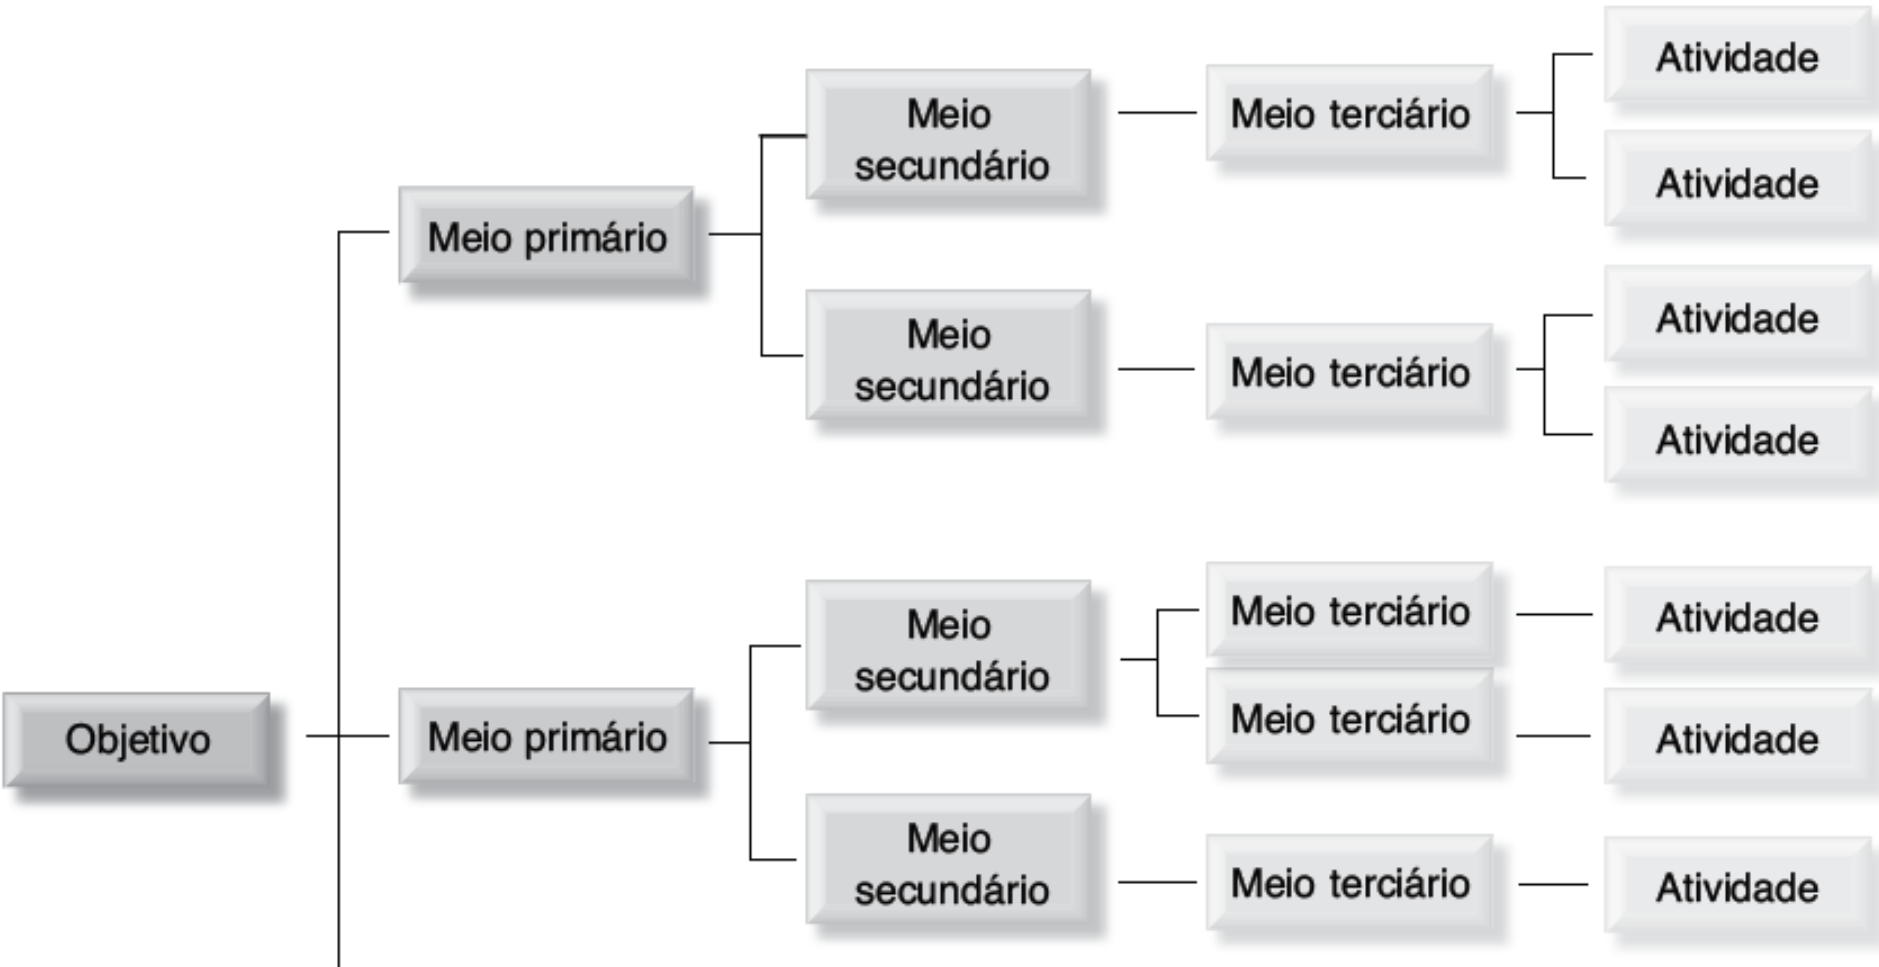 Atividade
Meio
secundário
Meio terciário
Atividade
Meio primário
Meio
secundário
Meio terciário
Atividade
Atividade
Meio
secundário
Meio terciário
Atividade
Meio terciário
Atividade
Objetivo
Meio primário
Meio
secundário
Meio terciário
Atividade